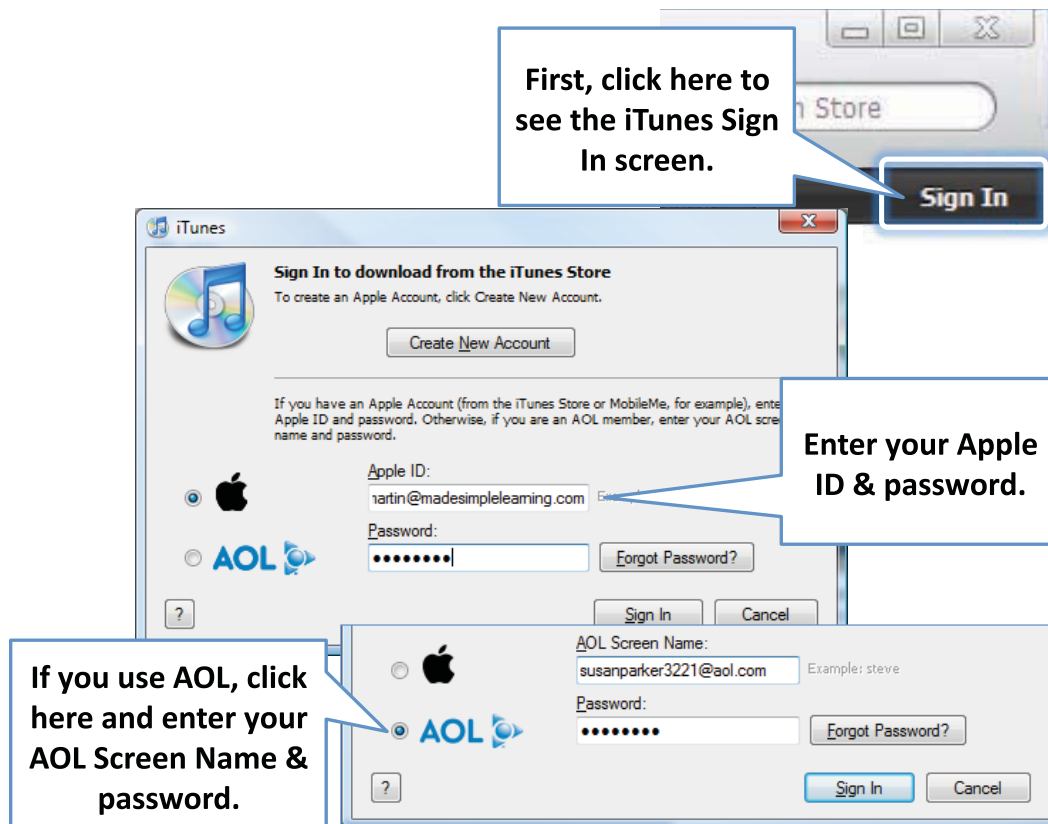 First, click here to
see the iTunes Sign
In screen.
Store
Sign In
iTunes
Sign In to download from the iTunes Store
To create an Apple Account, click Create New Account.
Create New Account
If you have an Apple Account (from the iTunes Store or MobileMe, for example),
Apple ID and password. Otherwise, if you are an AOL member, enter your AOL
name and password.
Enter your Apple
ID & password.
Apple ID:
artin@madesimplelearning.com
Password:
••••••••
AOL
Forgot Password?
?
Sign In
Cancel
If you use AOL, click
here and enter your
AOL Screen Name &
password.
AOL Screen Name:
susanparker3221@aol.com
Example: steve
Password:
••••••••
AOL
Forgot Password?
?
Sign In
Cancel